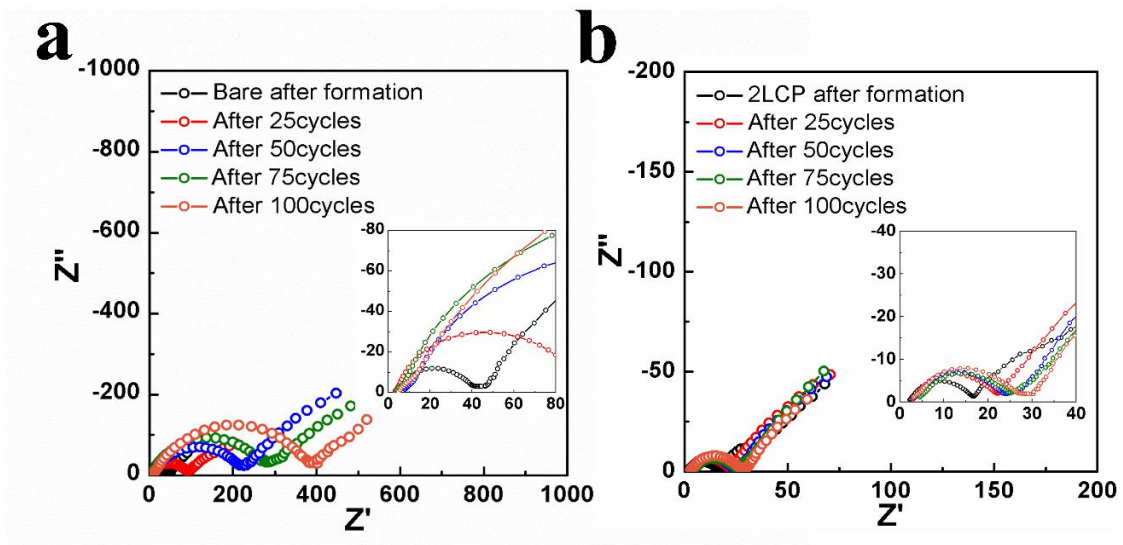 a
b
-1000
-800
-600
-400
-200
0
Z"
Bare after formation
After 25cycles
After 50cycles
After 75cycles
After 100cycles
-80
-60
-40
-20
0
0 20 40 60 80
0 200 400 600 800 1000
Z'
-200
-150
-100
-50
0
Z"
2LCP after formation
After 25cycles
After 50cycles
After 75cycles
After 100cycles
-40
-30
-20
-10
0
0 10 20 30 40
0 50 100 150 200
Z'